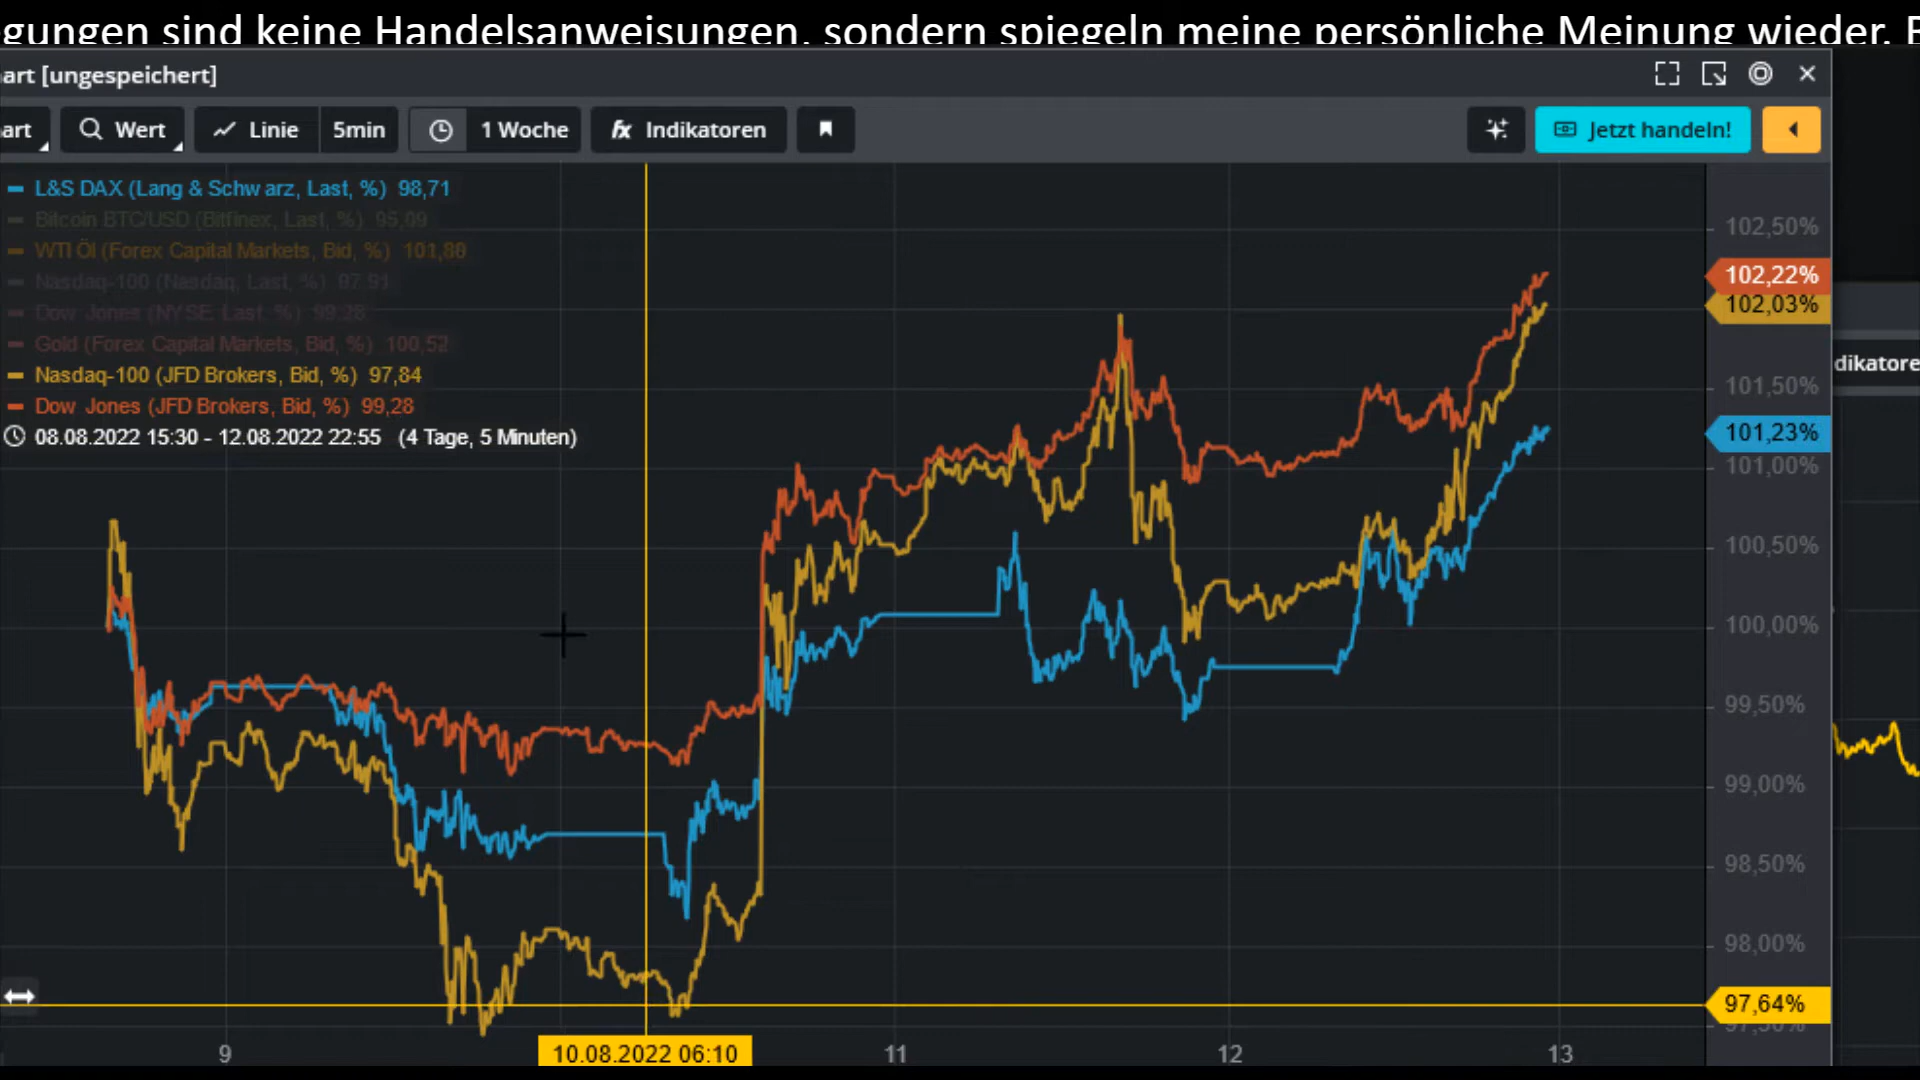 gungen sind keine Handelsanweisungen, sondern spiegeln meine persönliche Meinung wieder.
art [ungespeichert]
art Wert Linie 5min 1 Woche fx Indikatoren Jetzt handeln!
L&S DAX (Lang & Schwarz, Last, %) 98,71
Bitcoin BTC/USD (Bitfinex, Last, %) 95,09
WTI Öl (Forex Capital Markets, Bid, %) 101,86
Nasdaq-100 (Nasdaq, Last, %) 97,91
Dow Jones (NYSE, Last, %) 99,28
Gold (Forex Capital Markets, Bid, %) 100,52
Nasdaq-100 (JFD Brokers, Bid, %) 97,84
Dow Jones (JFD Brokers, Bid, %) 99,28
08.08.2022 15:30 - 12.08.2022 22:55 (4 Tage, 5 Minuten)
102,50%
102,22%
102,03%
dikatore
101,50%
101,23%
101,00%
100,50%
100,00%
99,50%
99,00%
98,50%
98,00%
97,64%
97,50%
9 10.08.2022 06:10 11 12 13